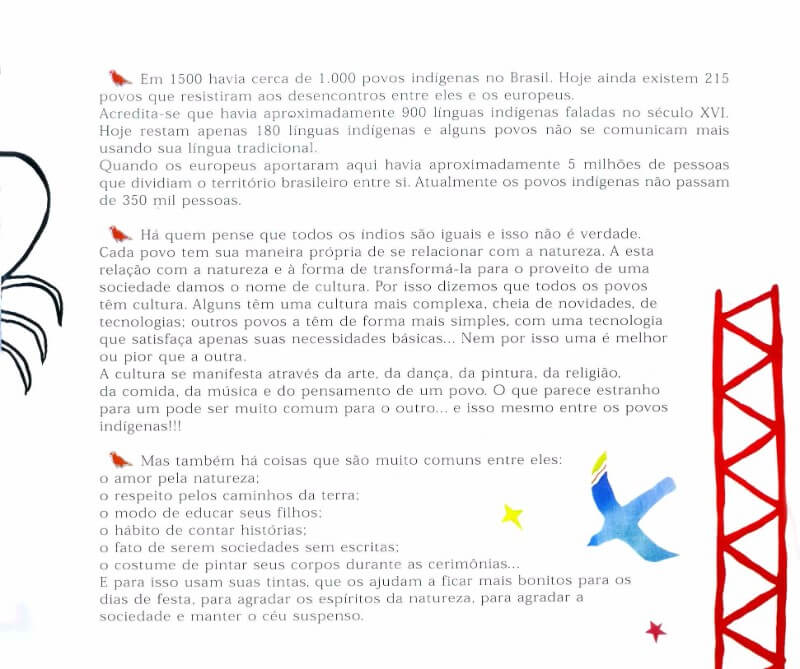 Em 1500 havia cerca de 1.000 povos indígenas no Brasil. Hoje ainda existem 215
povos que resistiram aos desencontros entre eles e os europeus.
Acredita-se que havia aproximadamente 900 línguas indígenas faladas no século XVI.
Hoje restam apenas 180 línguas indígenas e alguns povos não se comunicam mais
usando sua língua tradicional.
Quando os europeus aportaram aqui havia aproximadamente 5 milhões de pessoas
que dividiam o território brasileiro entre si. Atualmente os povos indígenas não passam
de 350 mil pessoas.
Há quem pense que todos os índios são iguais e isso não é verdade.
Cada povo tem sua maneira própria de se relacionar com a natureza. A esta
relação com a natureza e à forma de transformá-la para o proveito de uma
sociedade damos o nome de cultura. Por isso dizemos que todos os povos
têm cultura. Alguns têm uma cultura mais complexa, cheia de novidades, de
tecnologias; outros povos a têm de forma mais simples, com uma tecnologia
que satisfaça apenas suas necessidades básicas... Nem por isso uma é melhor
ou pior que a outra.
A cultura se manifesta através da arte, da dança, da pintura, da religião,
da comida, da música e do pensamento de um povo. O que parece estranho
para um pode ser muito comum para o outro... e isso mesmo entre os povos
indígenas!!!
Mas também há coisas que são muito comuns entre eles:
o amor pela natureza;
o respeito pelos caminhos da terra;
o modo de educar seus filhos;
o hábito de contar histórias;
o fato de serem sociedades sem escritas;
o costume de pintar seus corpos durante as cerimônias...
E para isso usam suas tintas, que os ajudam a ficar mais bonitos para os
dias de festa, para agradar os espíritos da natureza, para agradar a
sociedade e manter o céu suspenso.